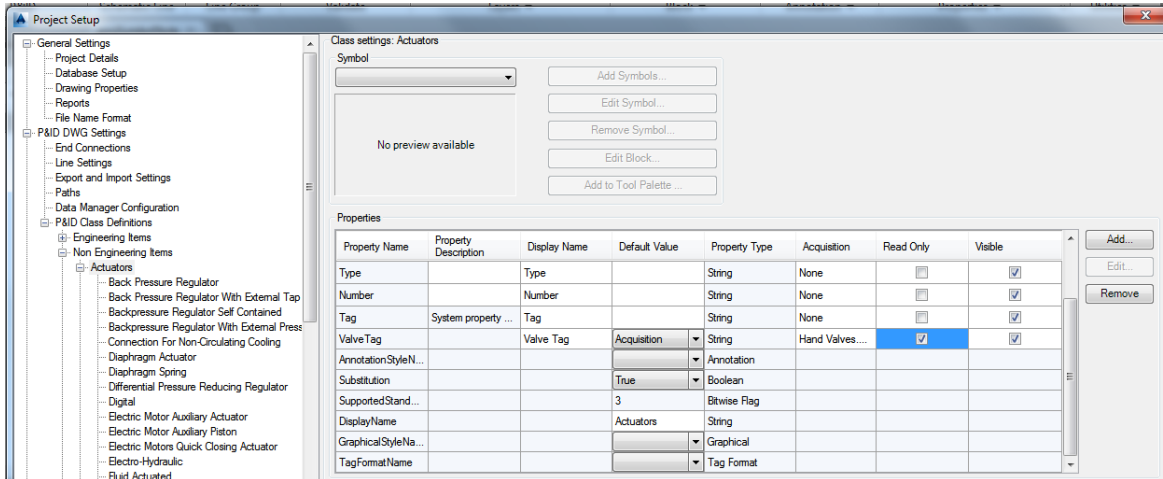 Project Setup
General Settings
Project Details
Database Setup
Drawing Properties
Reports
File Name Format
P&ID DWG Settings
End Connections
Line Settings
Export and Import Settings
Paths
Data Manager Configuration
P&ID Class Definitions
Engineering Items
Non Engineering Items
Actuators
Back Pressure Regulator
Back Pressure Regulator With External Tap
Backpressure Regulator Self Contained
Backpressure Regulator With External Press
Connection For Non-Circulating Cooling
Diaphragm Actuator
Diaphragm Spring
Differential Pressure Reducing Regulator
Digital
Electric Motor Auxiliary Actuator
Electric Motor Auxiliary Piston
Electric Motors Quick Closing Actuator
Electro-Hydraulic
Fluid Actuated
Class settings: Actuators
Symbol
No preview available
Add Symbols...
Edit Symbol...
Remove Symbol...
Edit Block...
Add to Tool Palette ...
Properties
Property Name Property Description Display Name Default Value Property Type Acquisition Read Only Visible
Type Type String None
Number Number String None
Tag System property ... Tag String None
ValveTag Valve Tag Acquisition String Hand Valves....
AnnotationStyleN... Annotation
Substitution True Boolean
SupportedStand... 3 Bitwise Flag
DisplayName Actuators String
GraphicalStyleNa... Graphical
TagFormatName Tag Format
Add...
Edit...
Remove